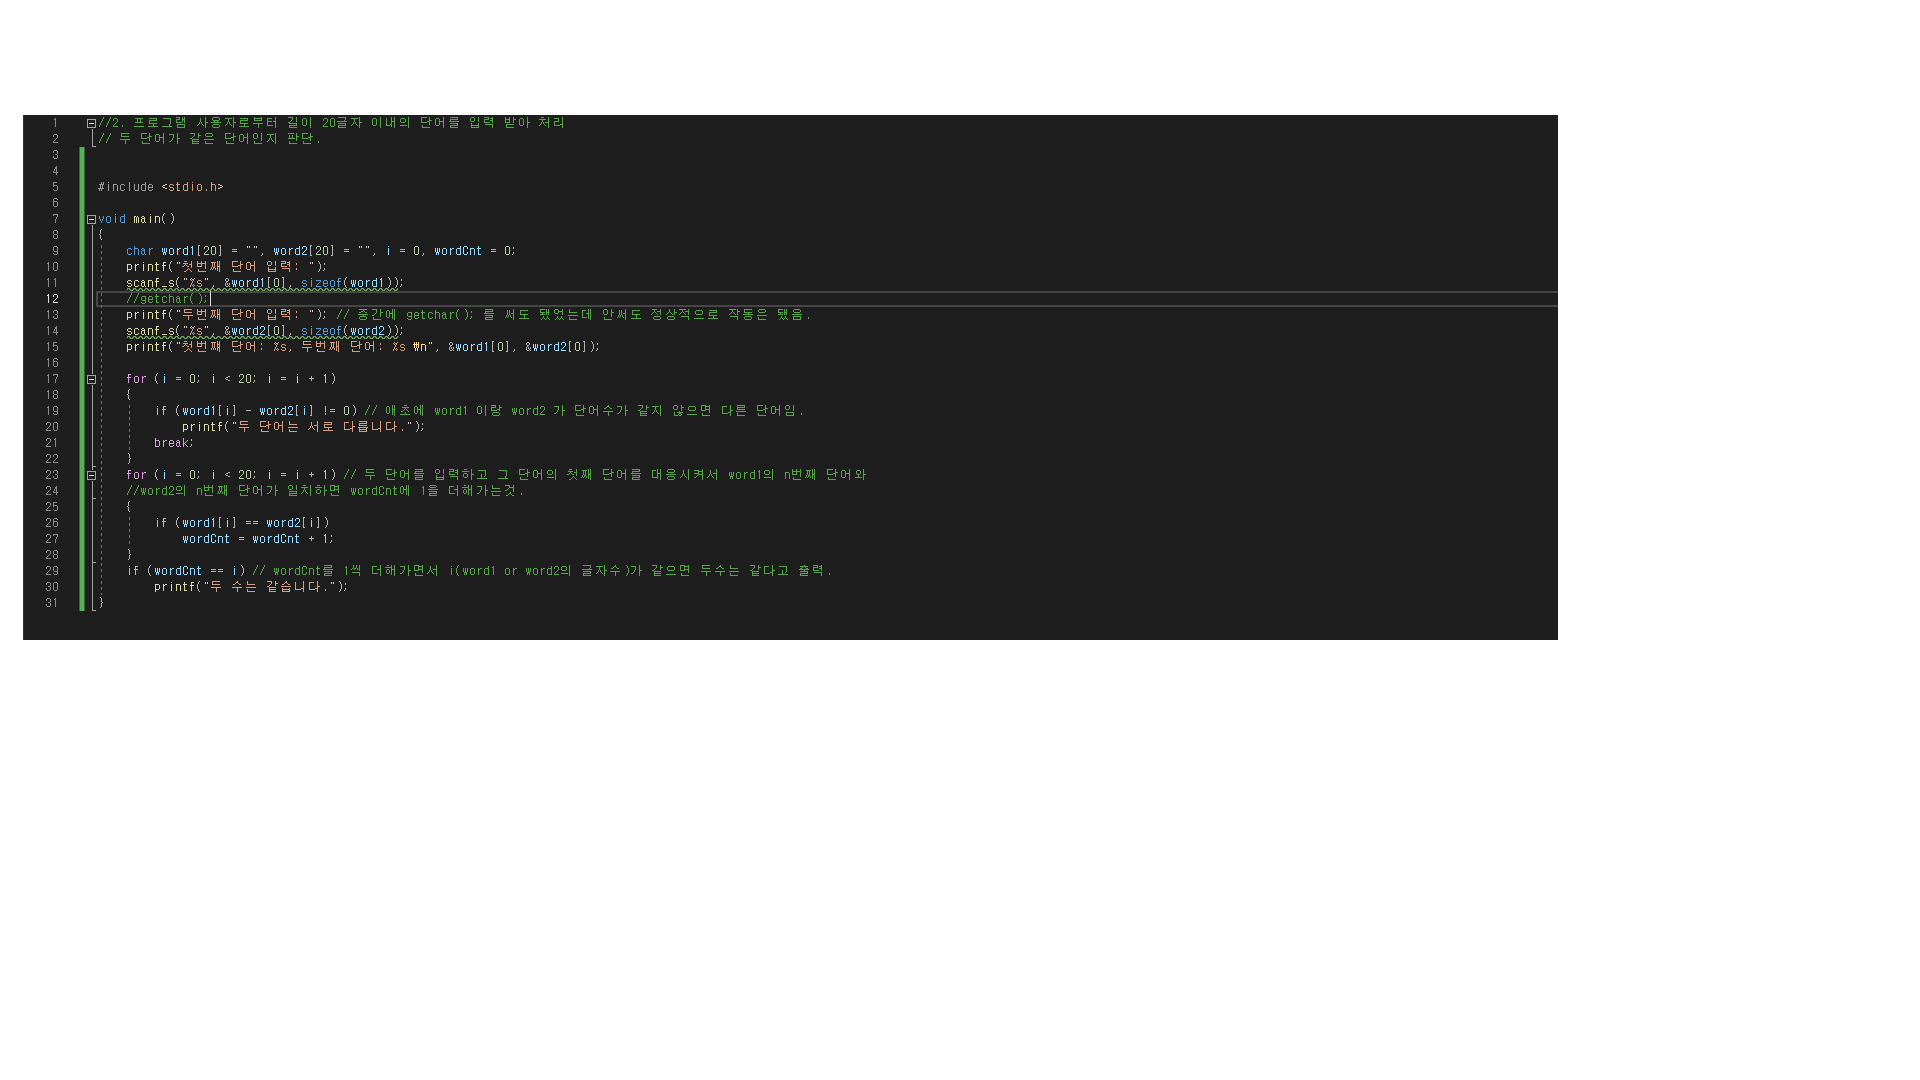 1 //2. 프로그램 사용자로부터 길이 20글자 이내의 단어를 입력 받아 처리
2 // 두 단어가 같은 단어인지 판단.
3
4
5 #include <stdio.h>
6
7 void main()
8 {
9 char word1[20] = "", word2[20] = "", i = 0, wordCnt = 0;
10 printf("첫번째 단어 입력: ");
11 scanf_s("%s", &word1[0], sizeof(word1));
12 //getchar();
13 printf("두번째 단어 입력: "); // 중간에 getchar(); 를 써도 됐었는데 안써도 정상적으로 작동은 됐음.
14 scanf_s("%s", &word2[0], sizeof(word2));
15 printf("첫번째 단어: %s, 두번째 단어: %s ₩n", &word1[0], &word2[0]);
16
17 for (i = 0; i < 20; i = i + 1)
18 {
19 if (word1[i] - word2[i] != 0) // 애초에 word1 이랑 word2 가 단어수가 같지 않으면 다른 단어임.
20 printf("두 단어는 서로 다릅니다.");
21 break;
22 }
23 for (i = 0; i < 20; i = i + 1) // 두 단어를 입력하고 그 단어의 첫째 단어를 대응시켜서 word1의 n번째 단어와
24 //word2의 n번째 단어가 일치하면 wordCnt에 1을 더해가는것.
25 {
26 if (word1[i] == word2[i])
27 wordCnt = wordCnt + 1;
28 }
29 if (wordCnt == i) // wordCnt를 1씩 더해가면서 i(word1 or word2의 글자수)가 같으면 두수는 같다고 출력.
30 printf("두 수는 같습니다.");
31 }